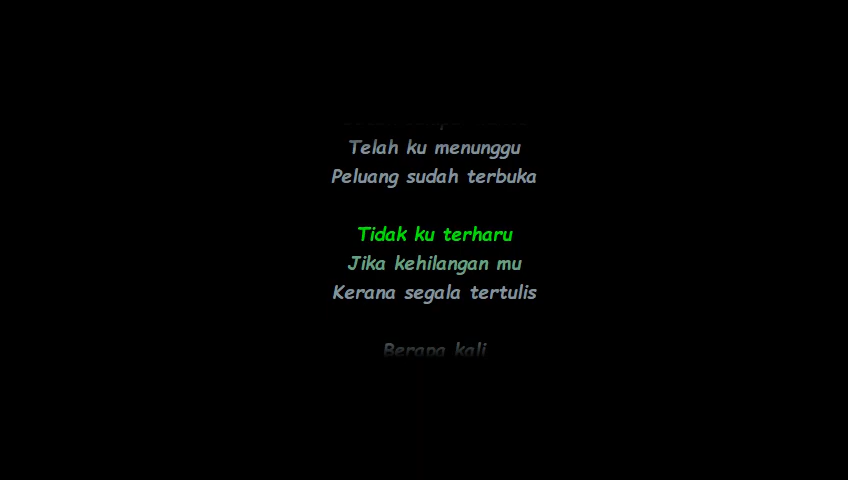 Telah ku menunggu
Peluang sudah terbuka
Tidak ku terharu
Jika kehilangan mu
Kerana segala tertulis
Berapa kali